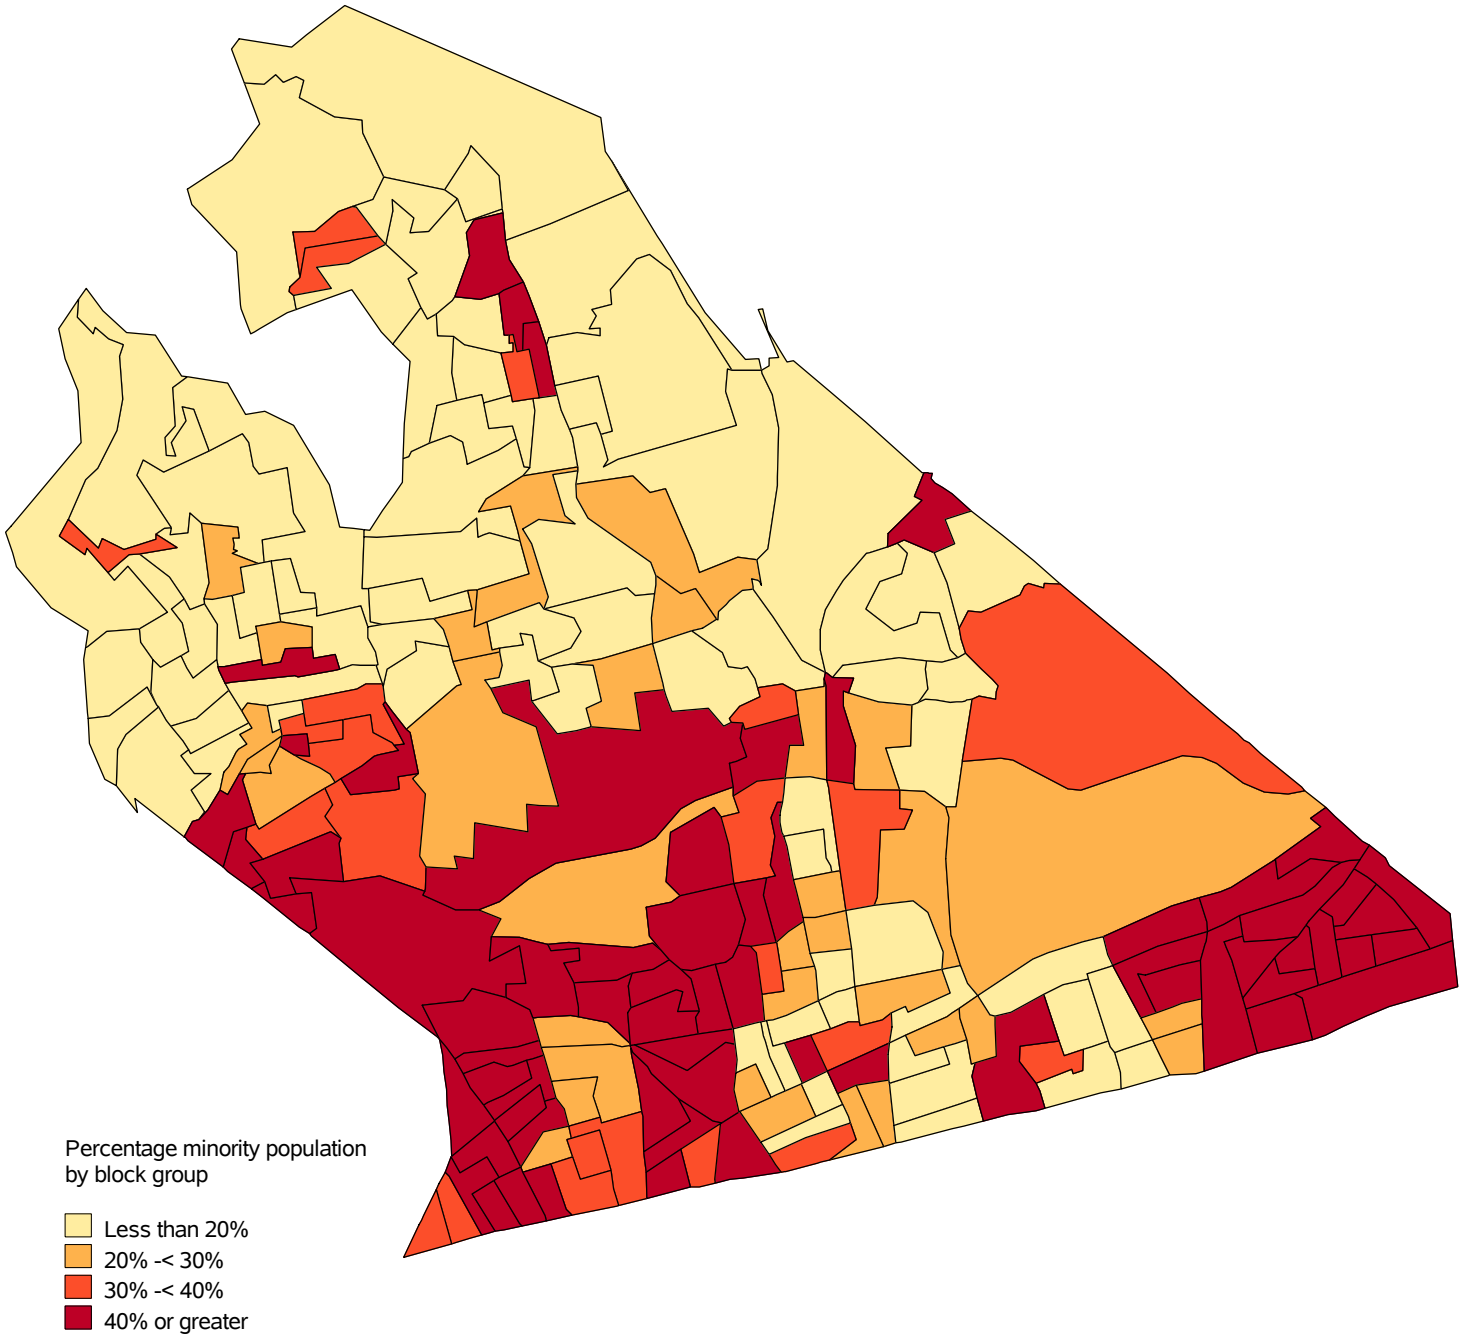 Percentage minority population
by block group
Less than 20%
20% -< 30%
30% -< 40%
40% or greater